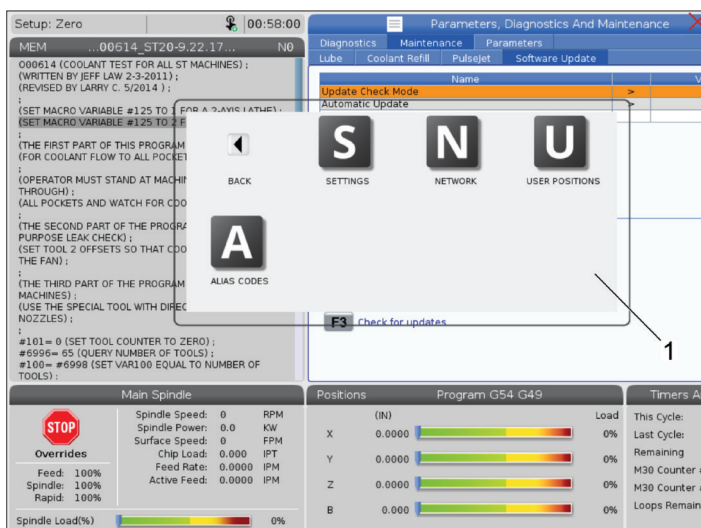 Setup: Zero
00:58:00
MEM ...00614_ST20-9.22.17... N0
O00614 (COOLANT TEST FOR ALL ST MACHINES) ;
(WRITTEN BY JEFF LAW 2-3-2011) ;
(REVISED BY LARRY C. 5/2014 ) ;
;
(SET MACRO VARIABLE #125 TO 1 FOR A 2-AXIS LATHE) ;
(SET MACRO VARIABLE #125 TO 2 F
;
(THE FIRST PART OF THIS PROGRAM
(FOR COOLANT FLOW TO ALL POCKET
;
(OPERATOR MUST STAND AT MACHIN
THROUGH) ;
(ALL POCKETS AND WATCH FOR COO
;
(THE SECOND PART OF THE PROGRA
PURPOSE LEAK CHECK) ;
(SET TOOL 2 OFFSETS SO THAT COO
THE FAN) ;
;
(THE THIRD PART OF THE PROGRAM
MACHINES) ;
(USE THE SPECIAL TOOL WITH DIREC
NOZZLES) ;
;
#101= 0 (SET TOOL COUNTER TO ZERO) ;
#6996= 65 (QUERY NUMBER OF TOOLS) ;
#100= #6998 (SET VAR100 EQUAL TO NUMBER OF
TOOLS) ;
Parameters, Diagnostics And Maintenance
Diagnostics Maintenance Parameters
Lube Coolant Refill Pulsejet Software Update
Name V
Update Check Mode >
Automatic Update >
S N U
BACK SETTINGS NETWORK USER POSITIONS
A
ALIAS CODES
F3 Check for updates
1
Main Spindle
STOP
Overrides
Feed: 100%
Spindle: 100%
Rapid: 100%
Spindle Speed: 0 RPM
Spindle Power: 0.0 KW
Surface Speed: 0 FPM
Chip Load: 0.000 IPT
Feed Rate: 0.0000 IPM
Active Feed: 0.0000 IPM
Spindle Load(%) 0%
Positions Program G54 G49
(IN) Load
X 0.0000 0%
Y 0.0000 0%
Z 0.0000 0%
B 0.000 0%
Timers A
This Cycle:
Last Cycle:
Remaining
M30 Counter #
M30 Counter #
Loops Remain